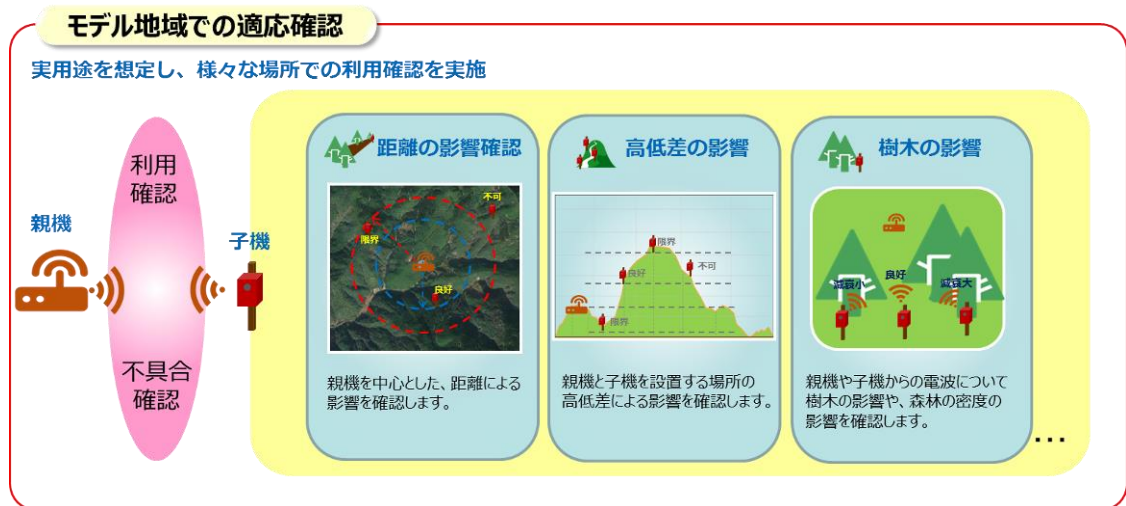 モデル地域での適応確認
実用途を想定し、様々な場所での利用確認を実施
親機
利用
確認
不具合
確認
子機
距離の影響確認
不可
限界
良好
親機を中心とした、距離による
影響を確認します。
高低差の影響
限界
良好
不可
限界
親機と子機を設置する場所の
高低差による影響を確認します。
樹木の影響
減衰小
良好
減衰大
親機や子機からの電波について
樹木の影響や、森林の密度の
影響を確認します。
…